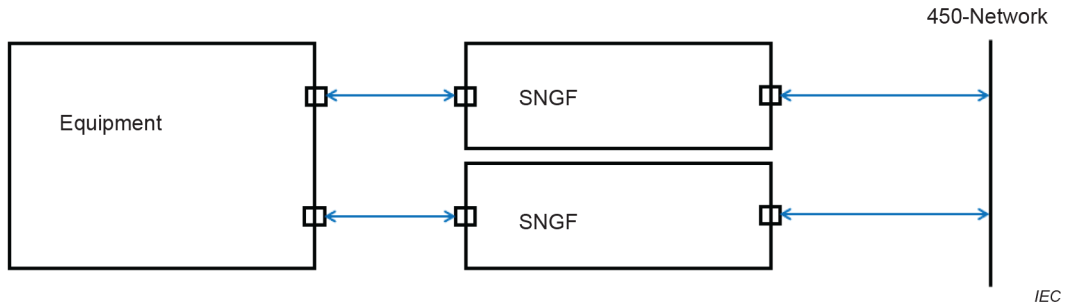 450-Network
Equipment
SNGF
SNGF
IEC